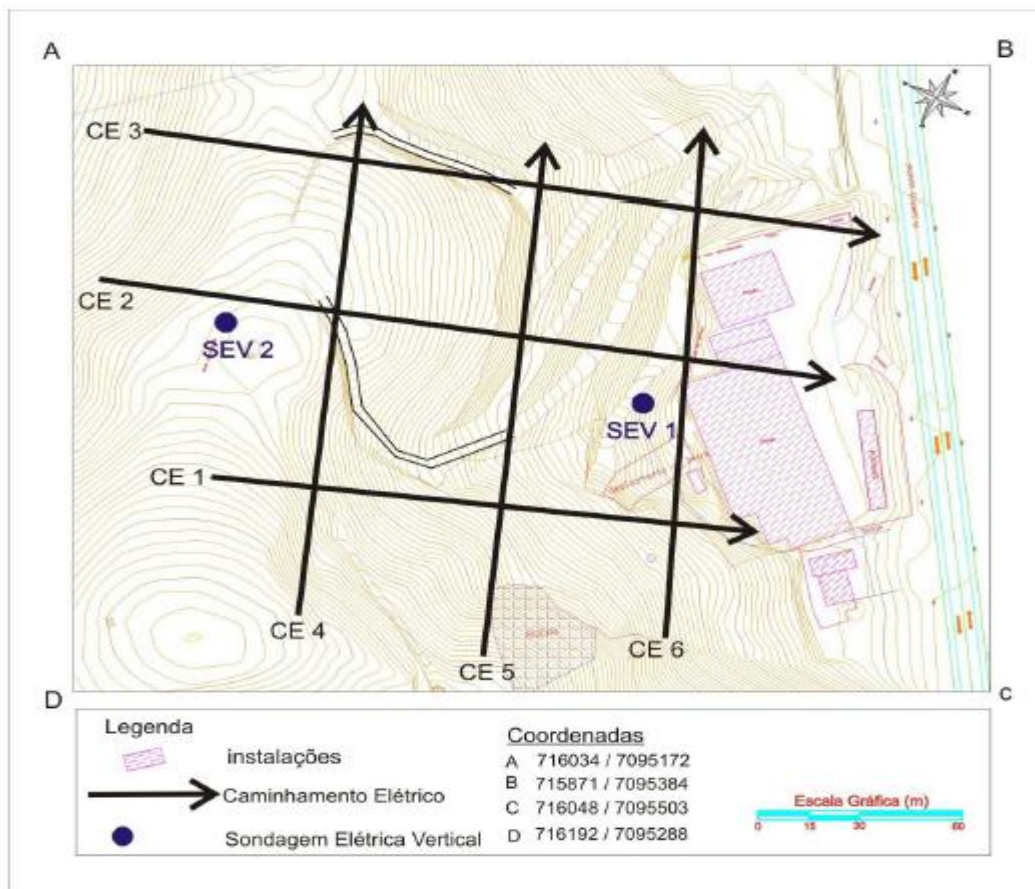 A
B
CE 3
CE 2
SEV 2
SEV 1
CE 1
CE 4
CE 5
CE 6
D
C
Legenda
instalações
Caminhamento Elétrico
Sondagem Elétrica Vertical
Coordenadas
A 716034 / 7095172
B 715871 / 7095384
C 716048 / 7095503
D 716192 / 7095288
Escala Gráfica (m)
0 15 30 60